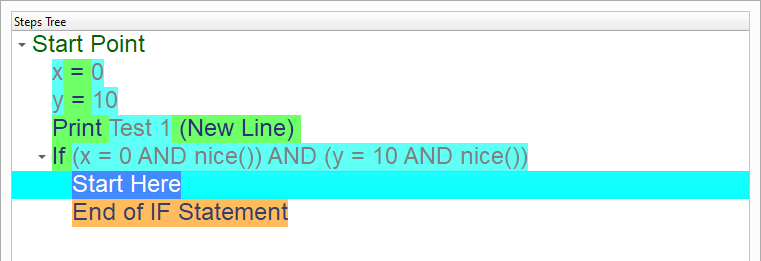 Steps Tree
Start Point
x = 0
y = 10
Print Test 1 (New Line)
If (x = 0 AND nice()) AND (y = 10 AND nice())
Start Here
End of IF Statement